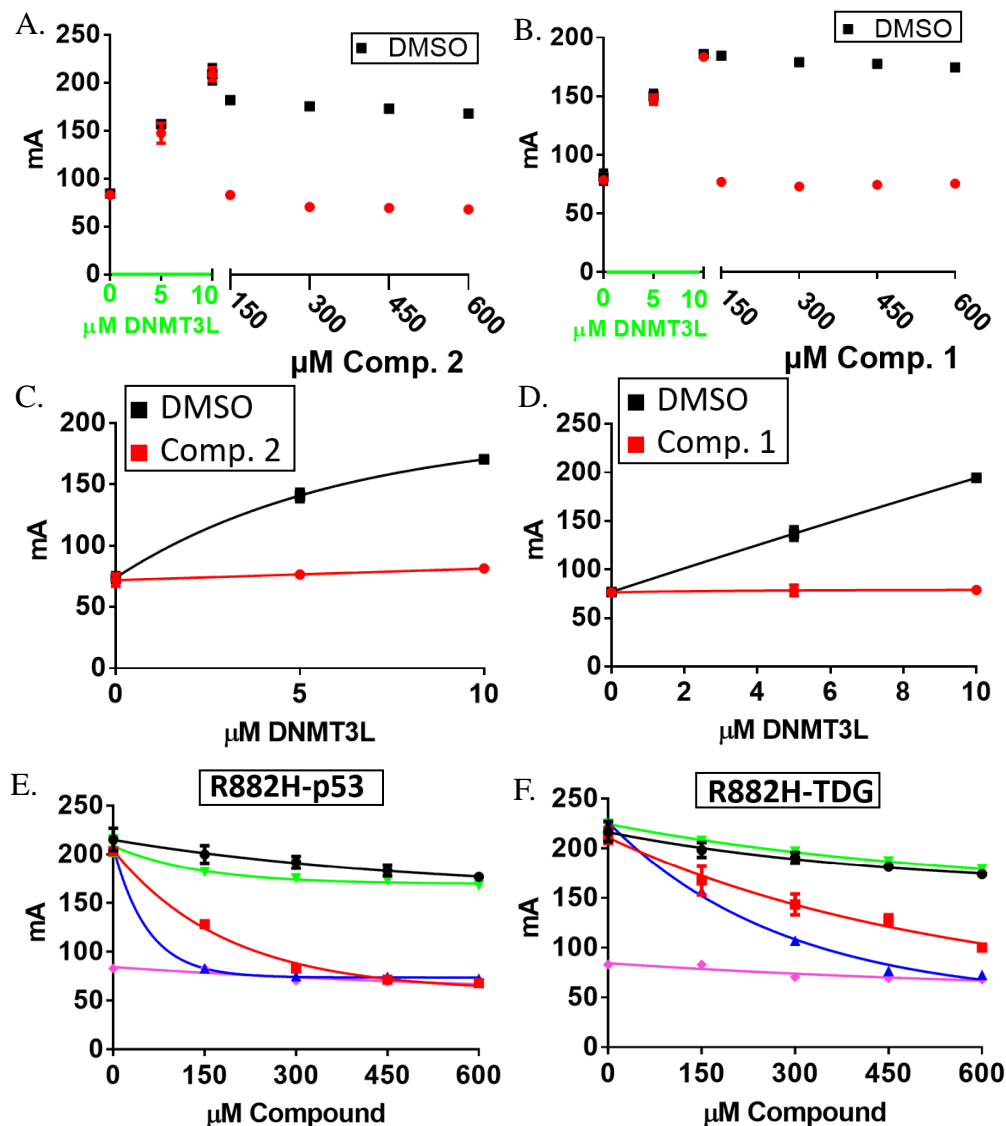 A.
DMSO
250
200
150
100
50
0
mA
0 5 10
µM DNMT3L
150 300 450 600
µM Comp. 2
B.
DMSO
200
150
100
50
0
mA
0 5 10
µM DNMT3L
150 300 450 600
µM Comp. 1
C.
DMSO
Comp. 2
200
150
100
50
0
mA
0 5 10
µM DNMT3L
D.
DMSO
Comp. 1
250
200
150
100
50
0
mA
0 2 4 6 8 10
µM DNMT3L
E.
R882H-p53
250
200
150
100
50
0
mA
0 150 300 450 600
µM Compound
F.
R882H-TDG
250
200
150
100
50
0
mA
0 150 300 450 600
µM Compound